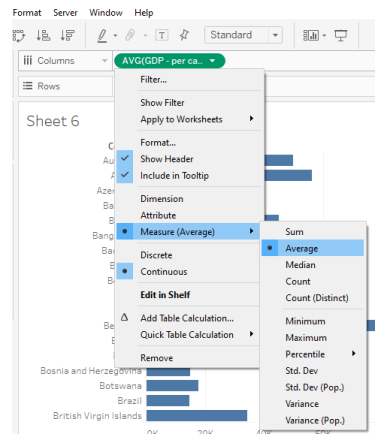 Format Server Window Help
Standard
Columns
AVG(GDP - per ca..
Rows
Sheet 6
Filter...
Show Filter
Apply to Worksheets
Format...
Show Header
Include in Tooltip
Dimension
Attribute
Measure (Average)
Discrete
Continuous
Edit in Shelf
Add Table Calculation...
Quick Table Calculation
Remove
Sum
Average
Median
Count
Count (Distinct)
Minimum
Maximum
Percentile
Std. Dev
Std. Dev (Pop.)
Variance
Variance (Pop.)
Bosnia and Herzegovina
Botswana
Brazil
British Virgin Islands
0K 20K 40K 60K